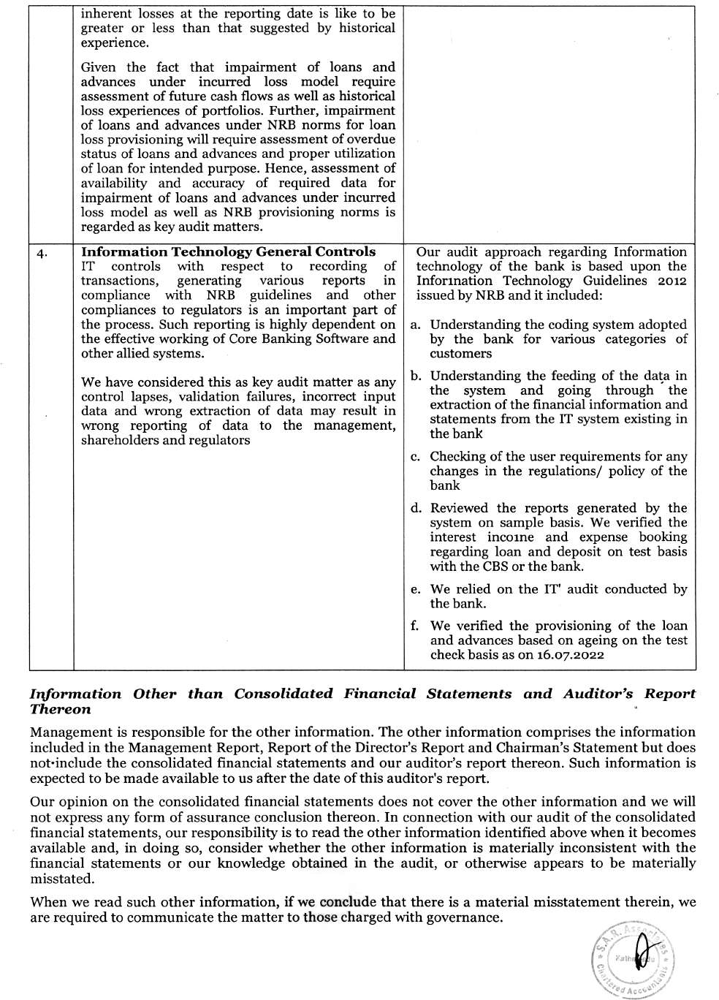 inherent losses at the reporting date is like to be
greater or less than that suggested by historical
experience.
Given the fact that impairment of loans and
advances under incurred loss model require
assessment of future cash flows as well as historical
loss experiences of portfolios. Further, impairment
of loans and advances under NRB norms for loan
loss provisioning will require assessment of overdue
status of loans and advances and proper utilization
of loan for intended purpose. Hence, assessment of
availability and accuracy of required data for
impairment of loans and advances under incurred
loss model as well as NRB provisioning norms is
regarded as key audit matters.
4.
Information Technology General Controls
IT controls with respect to recording of
transactions, generating various reports in
compliance with NRB guidelines and other
compliances to regulators is an important part of
the process. Such reporting is highly dependent on
the effective working of Core Banking Software and
other allied systems.
We have considered this as key audit matter as any
control lapses, validation failures, incorrect input
data and wrong extraction of data may result in
wrong reporting of data to the management,
shareholders and regulators
Our audit approach regarding Information
technology of the bank is based upon the
Information Technology Guidelines 2012
issued by NRB and it included:
a. Understanding the coding system adopted
by the bank for various categories of
customers
b. Understanding the feeding of the data in
the system and going through the
extraction of the financial information and
statements from the IT system existing in
the bank
c. Checking of the user requirements for any
changes in the regulations/ policy of the
bank
d. Reviewed the reports generated by the
system on sample basis. We verified the
interest income and expense booking
regarding loan and deposit on test basis
with the CBS or the bank.
e. We relied on the IT' audit conducted by
the bank.
f. We verified the provisioning of the loan
and advances based on ageing on the test
check basis as on 16.07.2022
Information Other than Consolidated Financial Statements and Auditor's Report
Thereon
Management is responsible for the other information. The other information comprises the information
included in the Management Report, Report of the Director's Report and Chairman's Statement but does
not include the consolidated financial statements and our auditor's report thereon. Such information is
expected to be made available to us after the date of this auditor's report.
Our opinion on the consolidated financial statements does not cover the other information and we will
not express any form of assurance conclusion thereon. In connection with our audit of the consolidated
financial statements, our responsibility is to read the other information identified above when it becomes
available and, in doing so, consider whether the other information is materially inconsistent with the
financial statements or our knowledge obtained in the audit, or otherwise appears to be materially
misstated.
When we read such other information, if we conclude that there is a material misstatement therein, we
are required to communicate the matter to those charged with governance.
S.A.R. Associates
Chartered Accountants